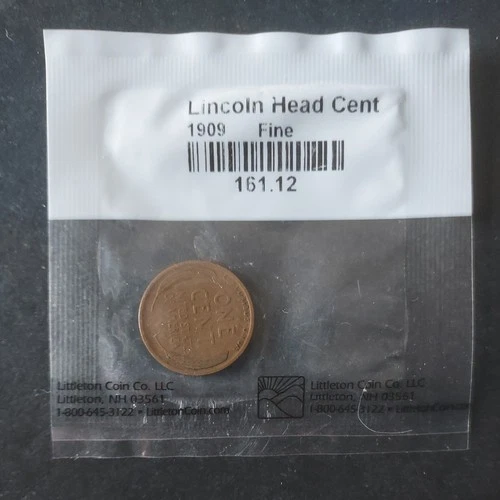 Lincoln Head Cent
1909 Fine
161.12
ONE
CENT
Littleton Coin Co. LLC
Littleton, NH 03561
1-800-645-3122 • LittletonCoin.com
Littleton Coin Co. LLC
Littleton, NH 03561
1-800-645-3122 • LittletonCoin.com